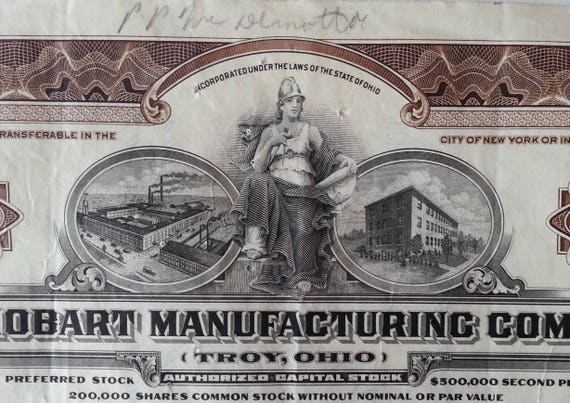 INCORPORATED UNDER THE LAWS OF THE STATE OF OHIO
TRANSFERABLE IN THE
CITY OF NEW YORK OR IN
HOBART MANUFACTURING COM
(TROY, OHIO)
PREFERRED STOCK AUTHORIZED CAPITAL STOCK $500,000 SECOND P
200,000 SHARES COMMON STOCK WITHOUT NOMINAL OR PAR VALUE